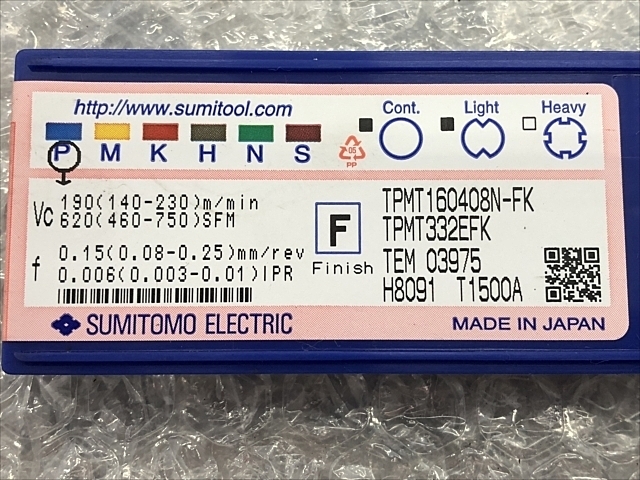 http://www.sumitool.com
Cont. Light Heavy
P M K H N S
05
PP
Vc 190(140-230)m/min
620(460-750)SFM
f 0.15(0.08-0.25)mm/rev
0.006(0.003-0.01)IPR
F
Finish
TPMT160408N-FK
TPMT332EFK
TEM 03975
H8091 T1500A
SUMITOMO ELECTRIC
MADE IN JAPAN